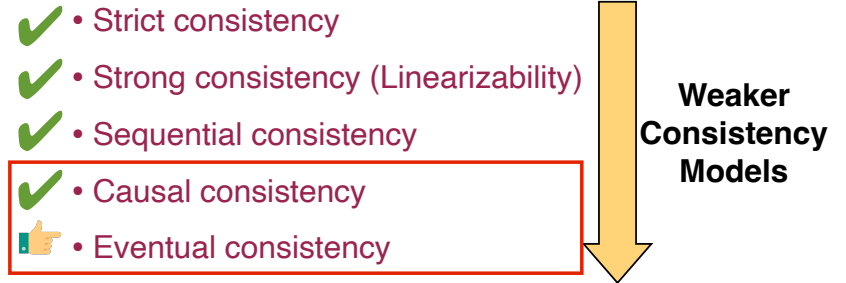 • Strict consistency
• Strong consistency (Linearizability)
• Sequential consistency
• Causal consistency
• Eventual consistency
Weaker
Consistency
Models